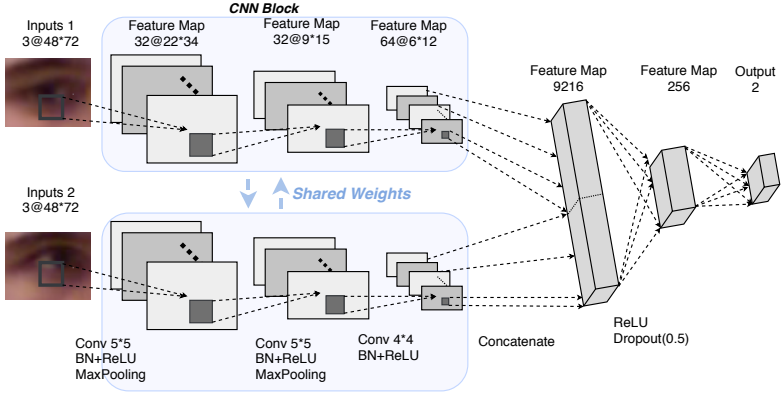 CNN Block
Inputs 1
3@48*72
Feature Map
32@22*34
Feature Map
32@9*15
Feature Map
64@6*12
Feature Map
9216
Feature Map
256
Output
2
Shared Weights
Inputs 2
3@48*72
Conv 5*5
BN+ReLU
MaxPooling
Conv 5*5
BN+ReLU
MaxPooling
Conv 4*4
BN+ReLU
Concatenate
ReLU
Dropout(0.5)